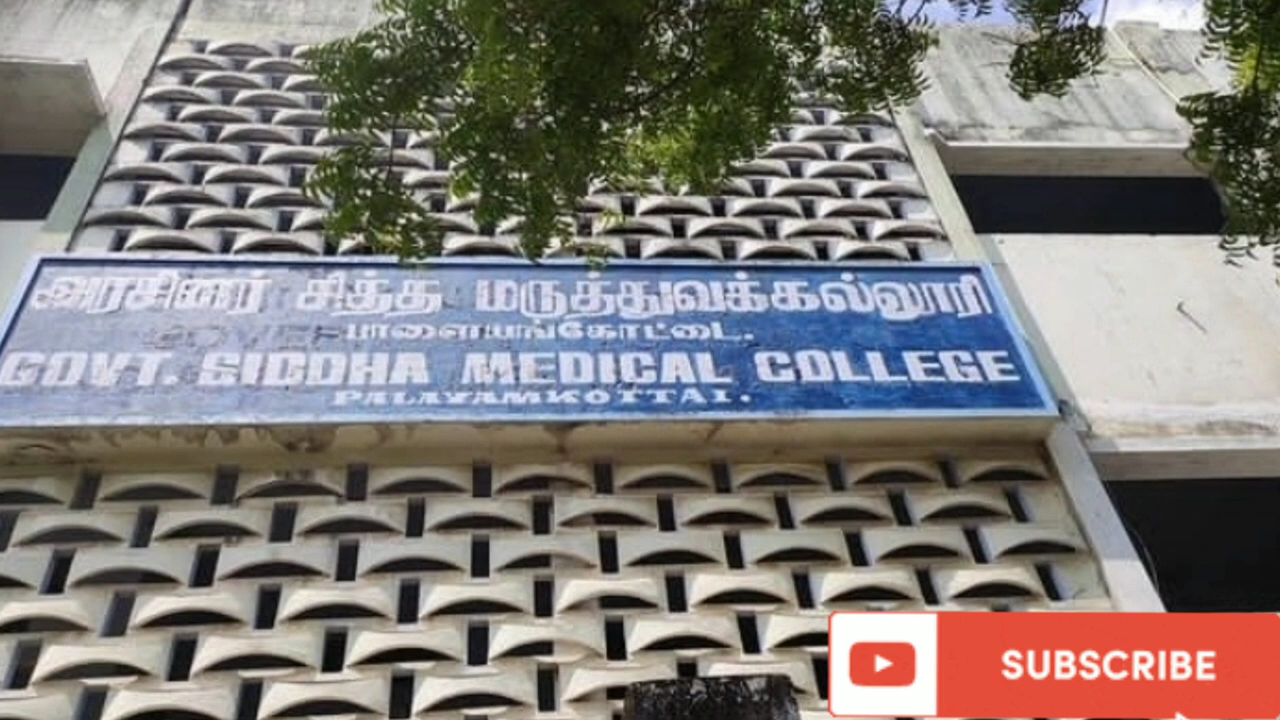 அரசினர் சித்த மருத்துவக்கல்லூரி
பாளையங்கோட்டை.
GOVT. SIDDHA MEDICAL COLLEGE
PALAYAMKOTTAI.
SUBSCRIBE